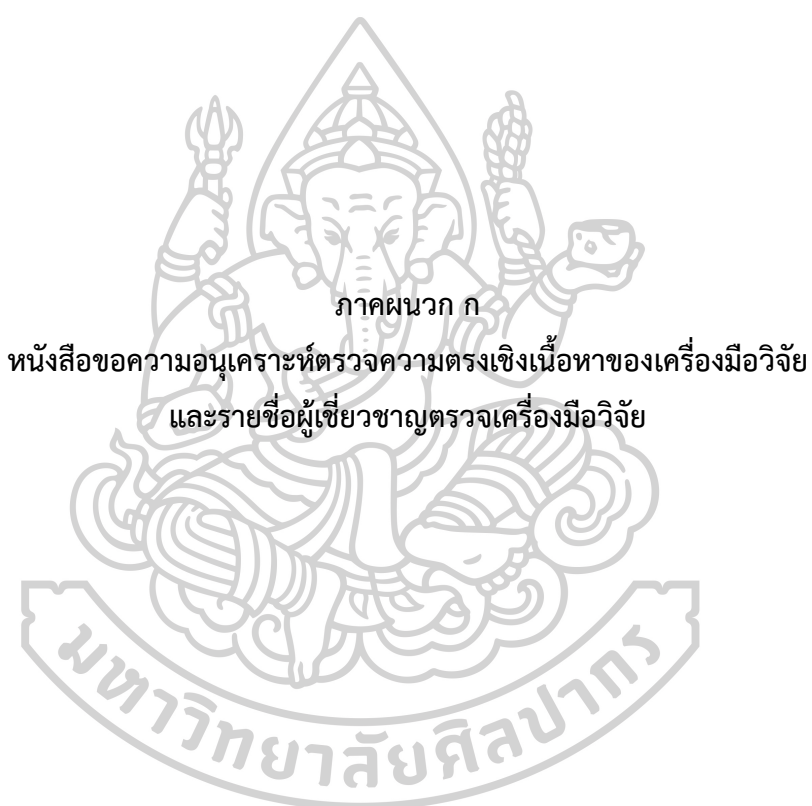 ภาคผนวก ก
หนังสือขอความอนุเคราะห์ตรวจความตรงเชิงเนื้อหาของเครื่องมือวิจัย
และรายชื่อผู้เชี่ยวชาญตรวจเครื่องมือวิจัย
มหาวิทยาลัยศิลปากร